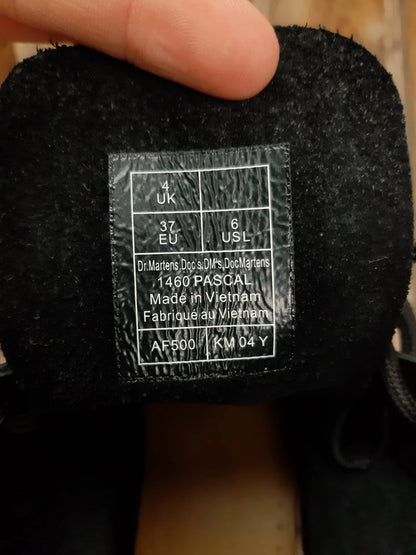 4
UK
37
EU
6
USL
Dr.Martens,Doc's,DM's,DocMartens
1460 PASCAL
Made in Vietnam
Fabriqué au Vietnam
AF500
KM 04 Y